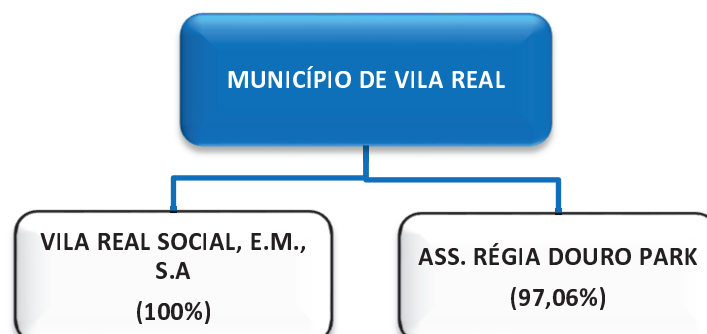 MUNICÍPIO DE VILA REAL
VILA REAL SOCIAL, E.M.,
S.A
(100%)
ASS. RÉGIA DOURO PARK
(97,06%)